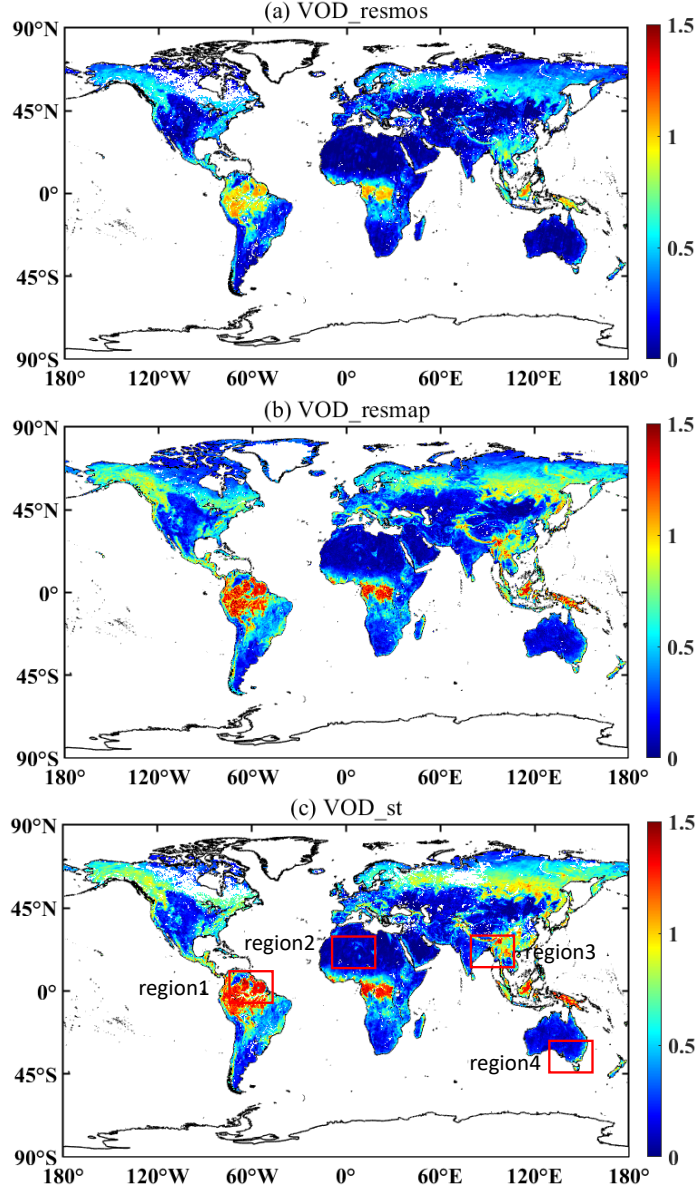 (a) VOD_resmos
90°N
45°N
0°
45°S
90°S
180°
120°W
60°W
0°
60°E
120°E
180°
1.5
1
0.5
0
(b) VOD_resmap
90°N
45°N
0°
45°S
90°S
180°
120°W
60°W
0°
60°E
120°E
180°
1.5
1
0.5
0
(c) VOD_st
90°N
45°N
0°
45°S
90°S
180°
120°W
60°W
0°
60°E
120°E
180°
region1
region2
region3
region4
1.5
1
0.5
0